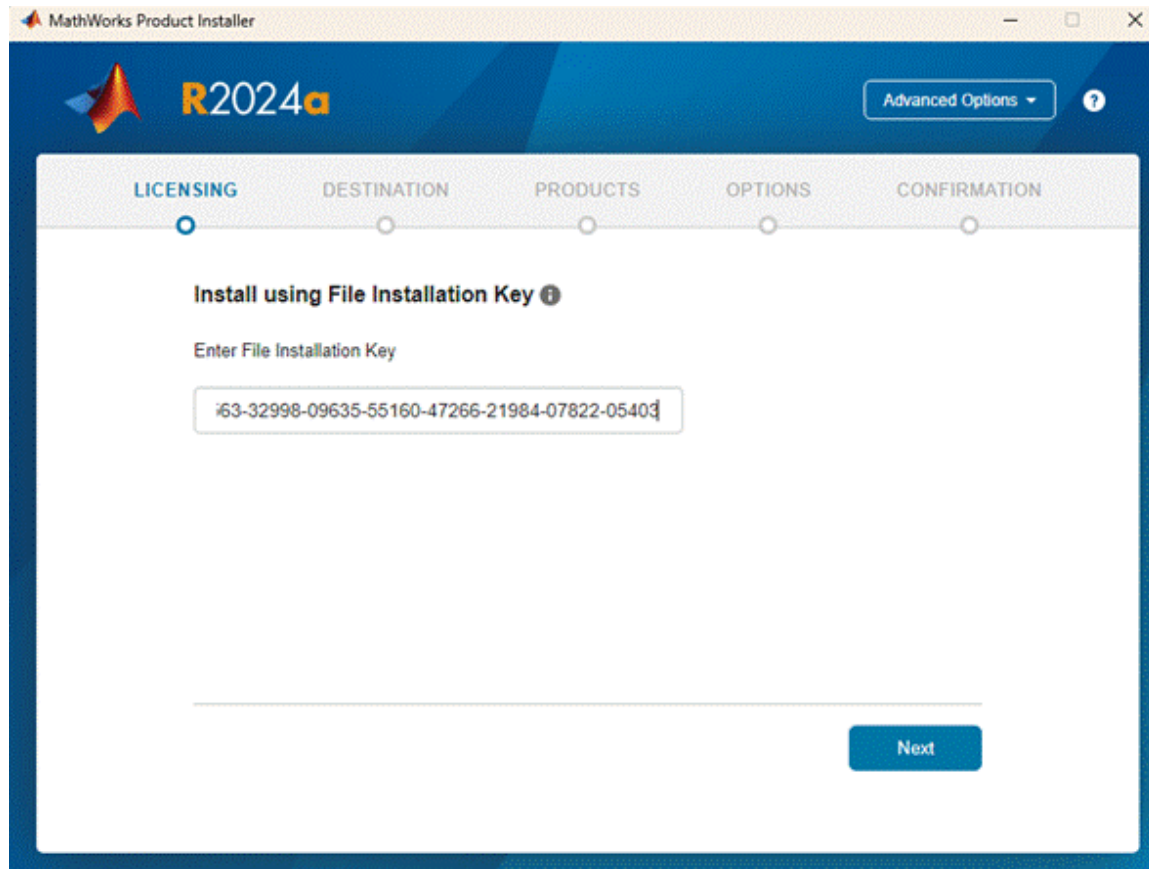 MathWorks Product Installer
R2024a
Advanced Options
?
LICENSING DESTINATION PRODUCTS OPTIONS CONFIRMATION
Install using File Installation Key
Enter File Installation Key
63-32998-09635-55160-47266-21984-07822-05403
Next